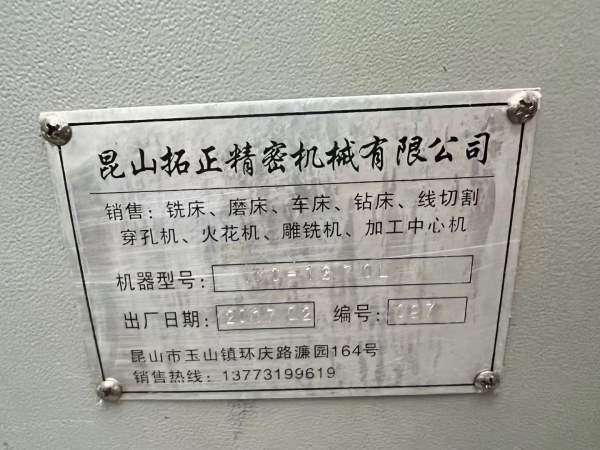 昆山拓正精密机械有限公司
销售：铣床、磨床、车床、钻床、线切割
穿孔机、火花机、雕铣机、加工中心机
机器型号：
出厂日期：2007.02 编号：097
昆山市玉山镇环庆路濂园164号
销售热线：13773199619